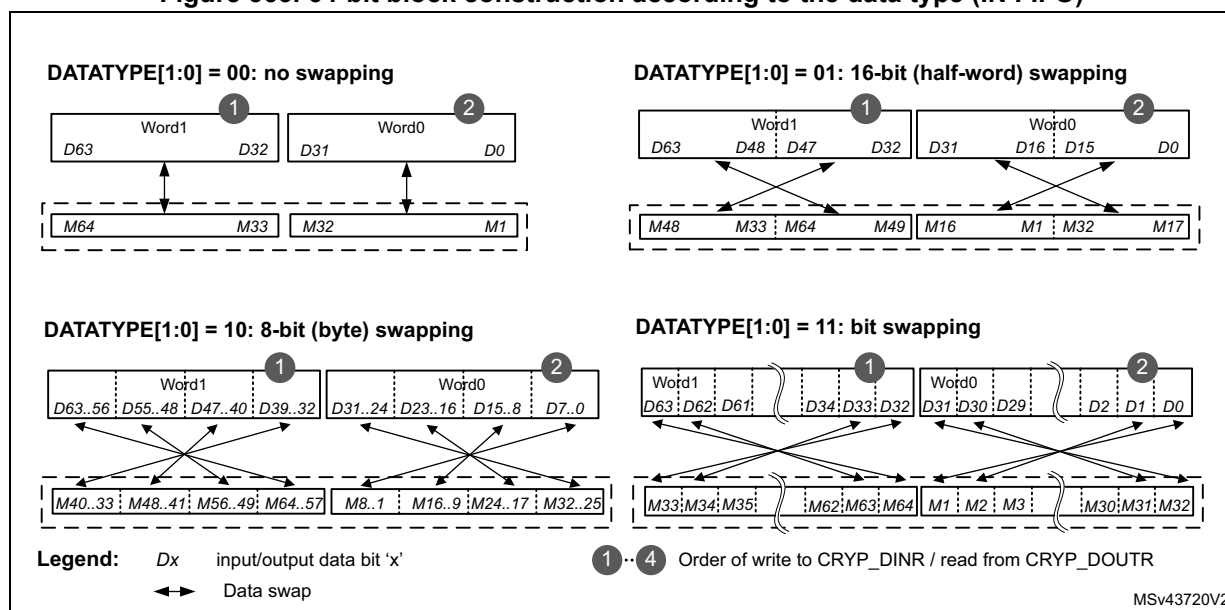 DATATYPE[1:0] = 00: no swapping
1 2
Word1 Word0
D63 D32 D31 D0
M64 M33 M32 M1
DATATYPE[1:0] = 01: 16-bit (half-word) swapping
1 2
Word1 Word0
D63 D48 D47 D32 D31 D16 D15 D0
M48 M33 M64 M49 M16 M1 M32 M17
DATATYPE[1:0] = 10: 8-bit (byte) swapping
1 2
Word1 Word0
D63..56 D55..48 D47..40 D39..32 D31..24 D23..16 D15..8 D7..0
M40..33 M48..41 M56..49 M64..57 M8..1 M16..9 M24..17 M32..25
DATATYPE[1:0] = 11: bit swapping
1 2
Word1 Word0
D63 D62 D61 D34 D33 D32 D31 D30 D29 D2 D1 D0
M33 M34 M35 M62 M63 M64 M1 M2 M3 M30 M31 M32
Legend: Dx input/output data bit ‘x’ 1..4 Order of write to CRYP_DINR / read from CRYP_DOUTR
Data swap
MSv43720V2